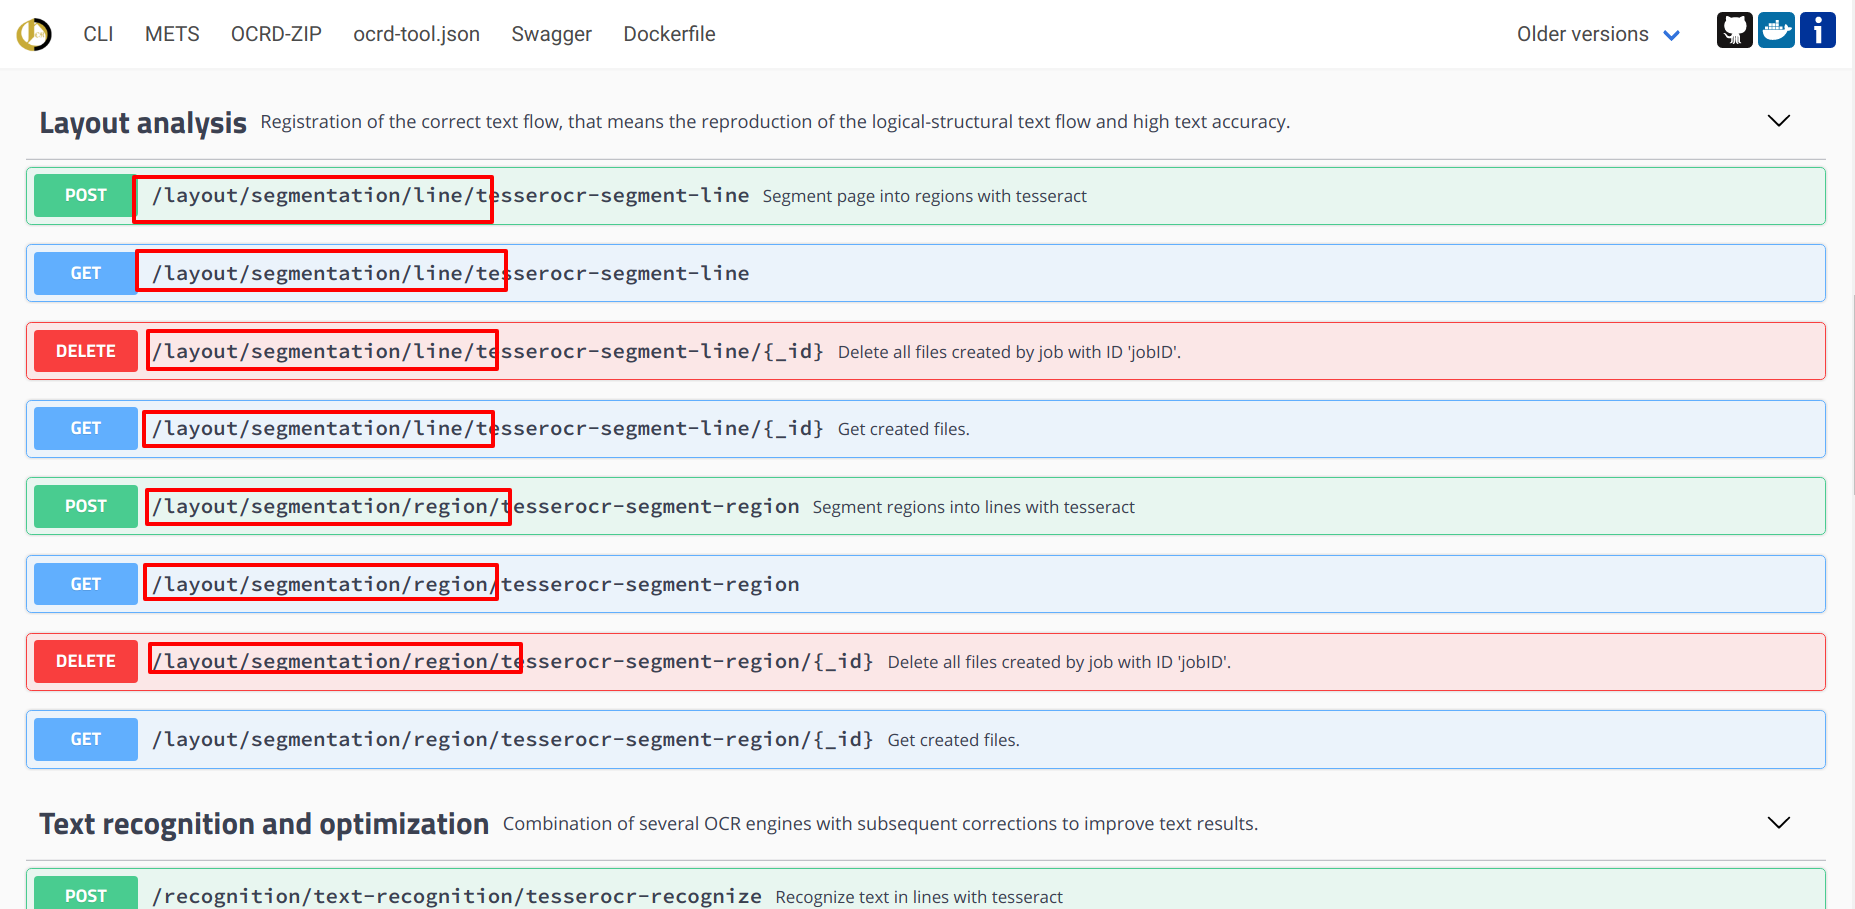 CLI METS OCRD-ZIP ocrd-tool.json Swagger Dockerfile Older versions
Layout analysis Registration of the correct text flow, that means the reproduction of the logical-structural text flow and high text accuracy.
POST /layout/segmentation/line/tesserocr-segment-line Segment page into regions with tesseract
GET /layout/segmentation/line/tesserocr-segment-line
DELETE /layout/segmentation/line/tesserocr-segment-line/{_id} Delete all files created by job with ID 'jobID'.
GET /layout/segmentation/line/tesserocr-segment-line/{_id} Get created files.
POST /layout/segmentation/region/tesserocr-segment-region Segment regions into lines with tesseract
GET /layout/segmentation/region/tesserocr-segment-region
DELETE /layout/segmentation/region/tesserocr-segment-region/{_id} Delete all files created by job with ID 'jobID'.
GET /layout/segmentation/region/tesserocr-segment-region/{_id} Get created files.
Text recognition and optimization Combination of several OCR engines with subsequent corrections to improve text results.
POST /recognition/text-recognition/tesserocr-recognize Recognize text in lines with tesseract